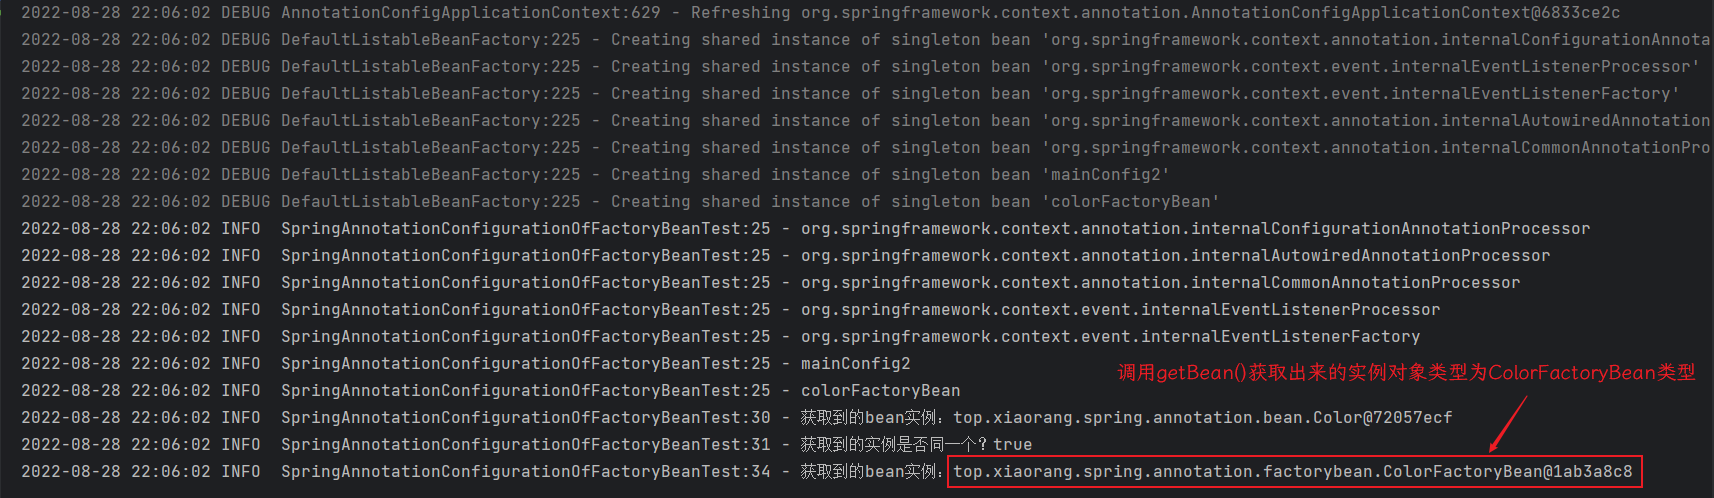 2022-08-28 22:06:02 DEBUG AnnotationConfigApplicationContext:629 - Refreshing org.springframework.context.annotation.AnnotationConfigApplicationContext@6833ce2c
2022-08-28 22:06:02 DEBUG DefaultListableBeanFactory:225 - Creating shared instance of singleton bean 'org.springframework.context.annotation.internalConfigurationAnnota
2022-08-28 22:06:02 DEBUG DefaultListableBeanFactory:225 - Creating shared instance of singleton bean 'org.springframework.context.event.internalEventListenerProcessor'
2022-08-28 22:06:02 DEBUG DefaultListableBeanFactory:225 - Creating shared instance of singleton bean 'org.springframework.context.event.internalEventListenerFactory'
2022-08-28 22:06:02 DEBUG DefaultListableBeanFactory:225 - Creating shared instance of singleton bean 'org.springframework.context.annotation.internalAutowiredAnnotation
2022-08-28 22:06:02 DEBUG DefaultListableBeanFactory:225 - Creating shared instance of singleton bean 'org.springframework.context.annotation.internalCommonAnnotationPro
2022-08-28 22:06:02 DEBUG DefaultListableBeanFactory:225 - Creating shared instance of singleton bean 'mainConfig2'
2022-08-28 22:06:02 DEBUG DefaultListableBeanFactory:225 - Creating shared instance of singleton bean 'colorFactoryBean'
2022-08-28 22:06:02 INFO  SpringAnnotationConfigurationOfFactoryBeanTest:25 - org.springframework.context.annotation.internalConfigurationAnnotationProcessor
2022-08-28 22:06:02 INFO  SpringAnnotationConfigurationOfFactoryBeanTest:25 - org.springframework.context.annotation.internalAutowiredAnnotationProcessor
2022-08-28 22:06:02 INFO  SpringAnnotationConfigurationOfFactoryBeanTest:25 - org.springframework.context.annotation.internalCommonAnnotationProcessor
2022-08-28 22:06:02 INFO  SpringAnnotationConfigurationOfFactoryBeanTest:25 - org.springframework.context.event.internalEventListenerProcessor
2022-08-28 22:06:02 INFO  SpringAnnotationConfigurationOfFactoryBeanTest:25 - org.springframework.context.event.internalEventListenerFactory
2022-08-28 22:06:02 INFO  SpringAnnotationConfigurationOfFactoryBeanTest:25 - mainConfig2
调用getBean()获取出来的实例对象类型为ColorFactoryBean类型
2022-08-28 22:06:02 INFO  SpringAnnotationConfigurationOfFactoryBeanTest:25 - colorFactoryBean
2022-08-28 22:06:02 INFO  SpringAnnotationConfigurationOfFactoryBeanTest:30 - 获取到的bean实例：top.xiaorang.spring.annotation.bean.Color@72057ecf
2022-08-28 22:06:02 INFO  SpringAnnotationConfigurationOfFactoryBeanTest:31 - 获取到的实例是否同一个？true
2022-08-28 22:06:02 INFO  SpringAnnotationConfigurationOfFactoryBeanTest:34 - 获取到的bean实例：top.xiaorang.spring.annotation.factorybean.ColorFactoryBean@1ab3a8c8